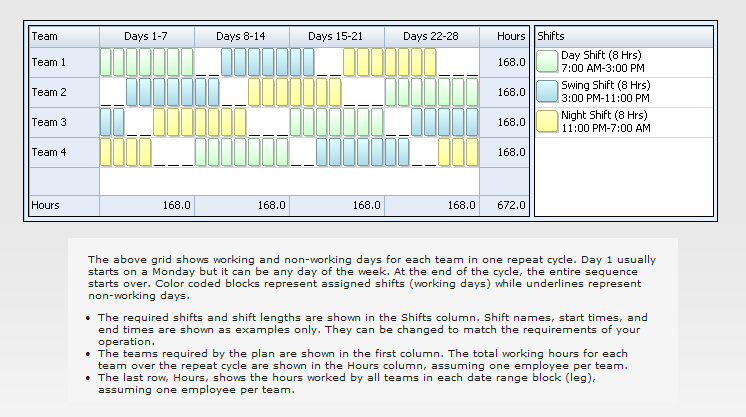 Team Days 1-7 Days 8-14 Days 15-21 Days 22-28 Hours Shifts
Team 1 168.0
Day Shift (8 Hrs)
7:00 AM-3:00 PM
Team 2 168.0
Swing Shift (8 Hrs)
3:00 PM-11:00 PM
Team 3 168.0
Night Shift (8 Hrs)
11:00 PM-7:00 AM
Team 4 168.0
Hours 168.0 168.0 168.0 168.0 672.0
The above grid shows working and non-working days for each team in one repeat cycle. Day 1 usually
starts on a Monday but it can be any day of the week. At the end of the cycle, the entire sequence
starts over. Color coded blocks represent assigned shifts (working days) while underlines represent
non-working days.
• The required shifts and shift lengths are shown in the Shifts column. Shift names, start times, and
end times are shown as examples only. They can be changed to match the requirements of your
operation.
• The teams required by the plan are shown in the first column. The total working hours for each
team over the repeat cycle are shown in the Hours column, assuming one employee per team.
• The last row, Hours, shows the hours worked by all teams in each date range block (leg),
assuming one employee per team.